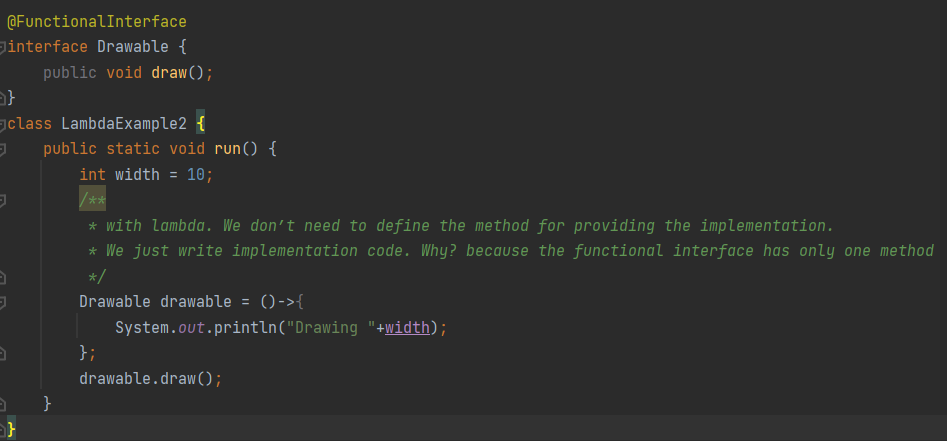 @FunctionalInterface
interface Drawable {
    public void draw();
}
class LambdaExample2 {
    public static void run() {
        int width = 10;
        /**
         * with lambda. We don’t need to define the method for providing the implementation.
         * We just write implementation code. Why? because the functional interface has only one method
         */
        Drawable drawable = ()->{
            System.out.println("Drawing "+width);
        };
        drawable.draw();
    }
}